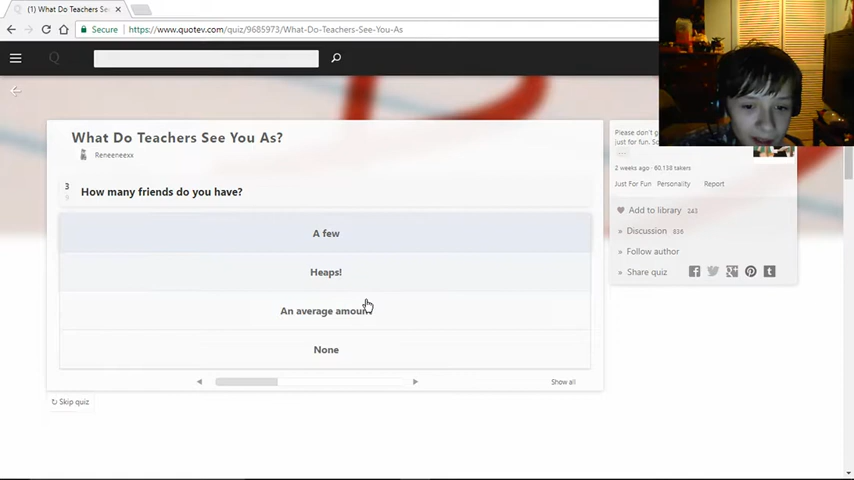 (1) What Do Teachers Se
Secure https://www.quotev.com/quiz/9685973/What-Do-Teachers-See-You-As
Q
What Do Teachers See You As?
Reneeneexx
3
How many friends do you have?
A few
Heaps!
An average amount
None
Show all
Skip quiz
Please don't g
just for fun. So
2 weeks ago · 60,138 takers
Just For Fun Personality Report
Add to library 243
» Discussion 836
» Follow author
» Share quiz